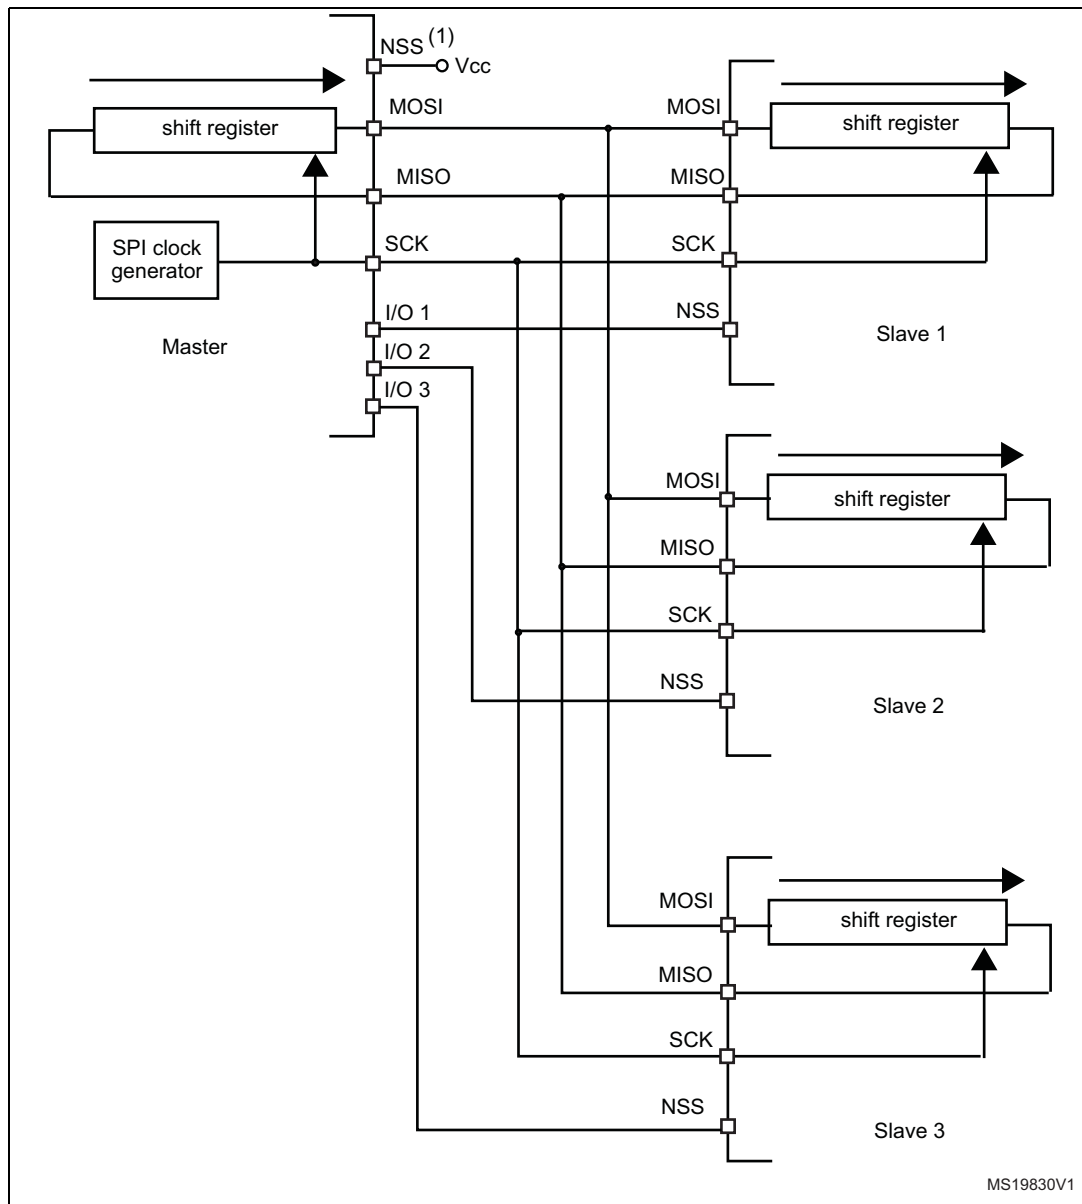 NSS (1)
Vcc
MOSI
shift register
MISO
SCK
SPI clock
generator
I/O 1
Master
I/O 2
I/O 3
MOSI
shift register
MISO
SCK
NSS
Slave 1
MOSI
shift register
MISO
SCK
NSS
Slave 2
MOSI
shift register
MISO
SCK
NSS
Slave 3
MS19830V1